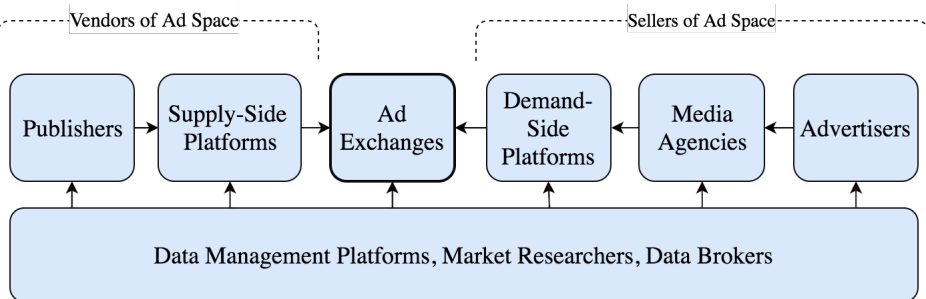 Vendors of Ad Space
Sellers of Ad Space
Publishers
Supply-Side
Platforms
Ad
Exchanges
Demand-
Side
Platforms
Media
Agencies
Advertisers
Data Management Platforms, Market Researchers, Data Brokers